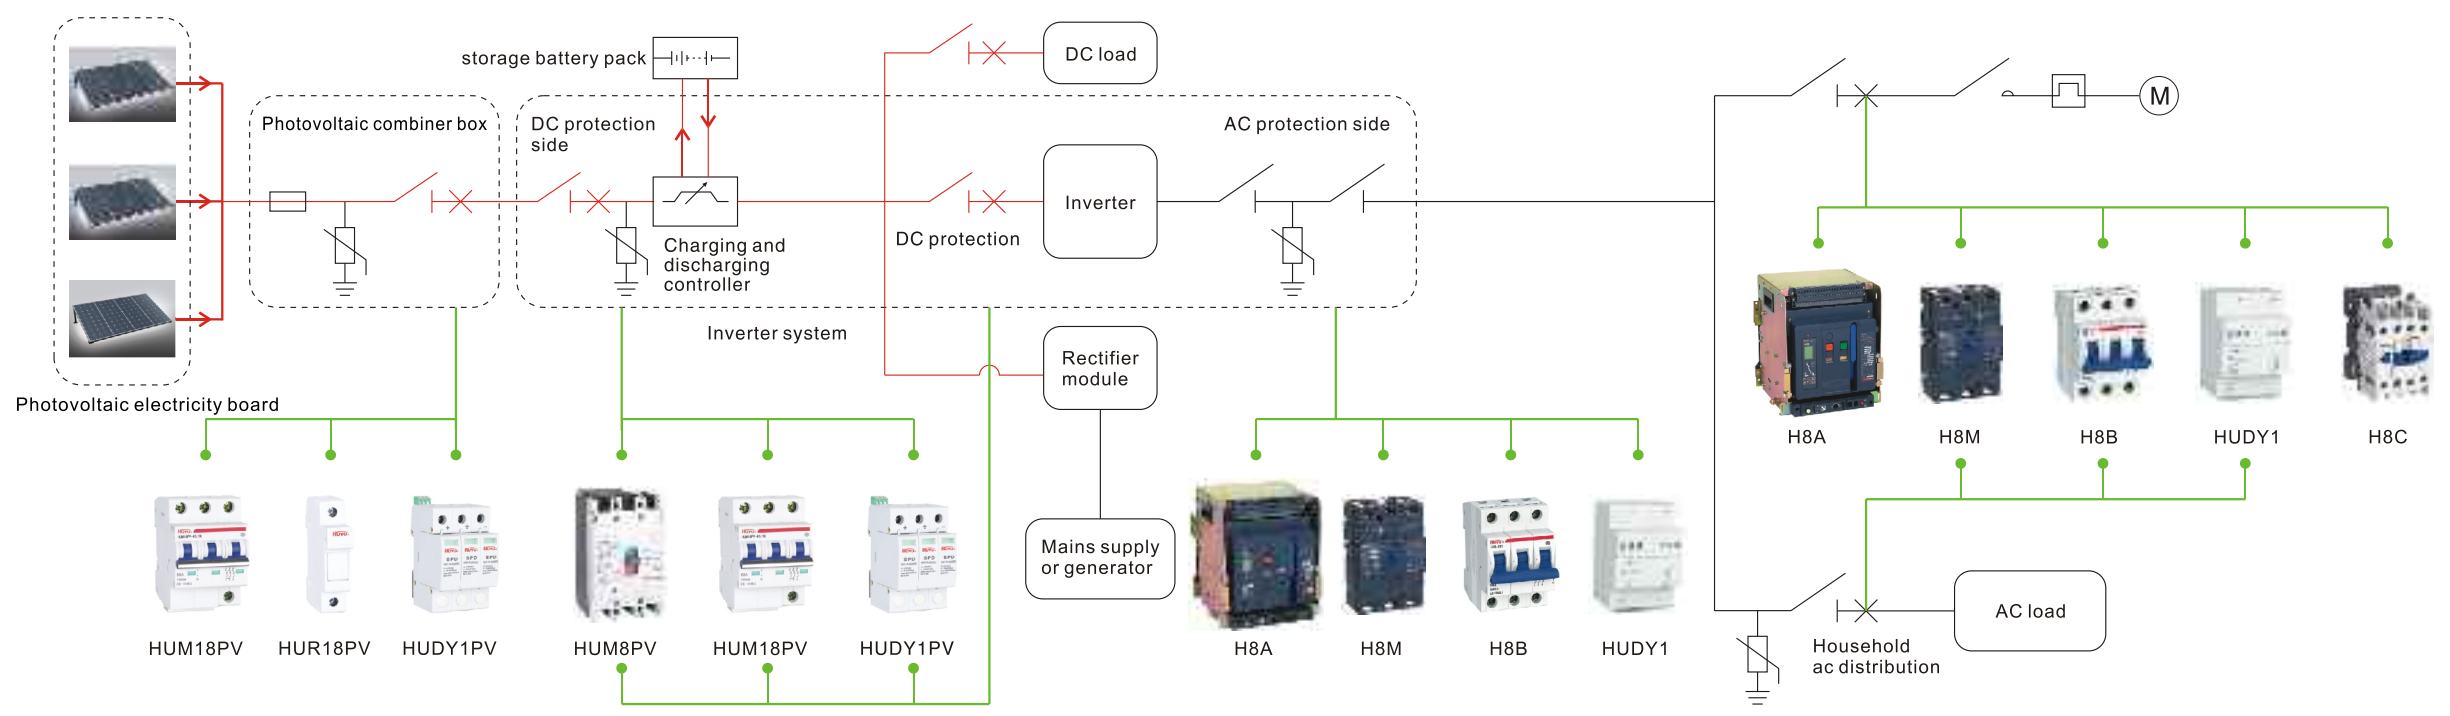 storage battery pack
DC load
Photovoltaic combiner box
DC protection
side
AC protection side
M
Inverter
DC protection
Charging and
discharging
controller
Inverter system
Rectifier
module
Photovoltaic electricity board
H8A
H8M
H8B
HUDY1
H8C
Mains supply
or generator
HUM18PV
HUR18PV
HUDY1PV
HUM8PV
HUM18PV
HUDY1PV
H8A
H8M
H8B
HUDY1
AC load
Household
ac distribution